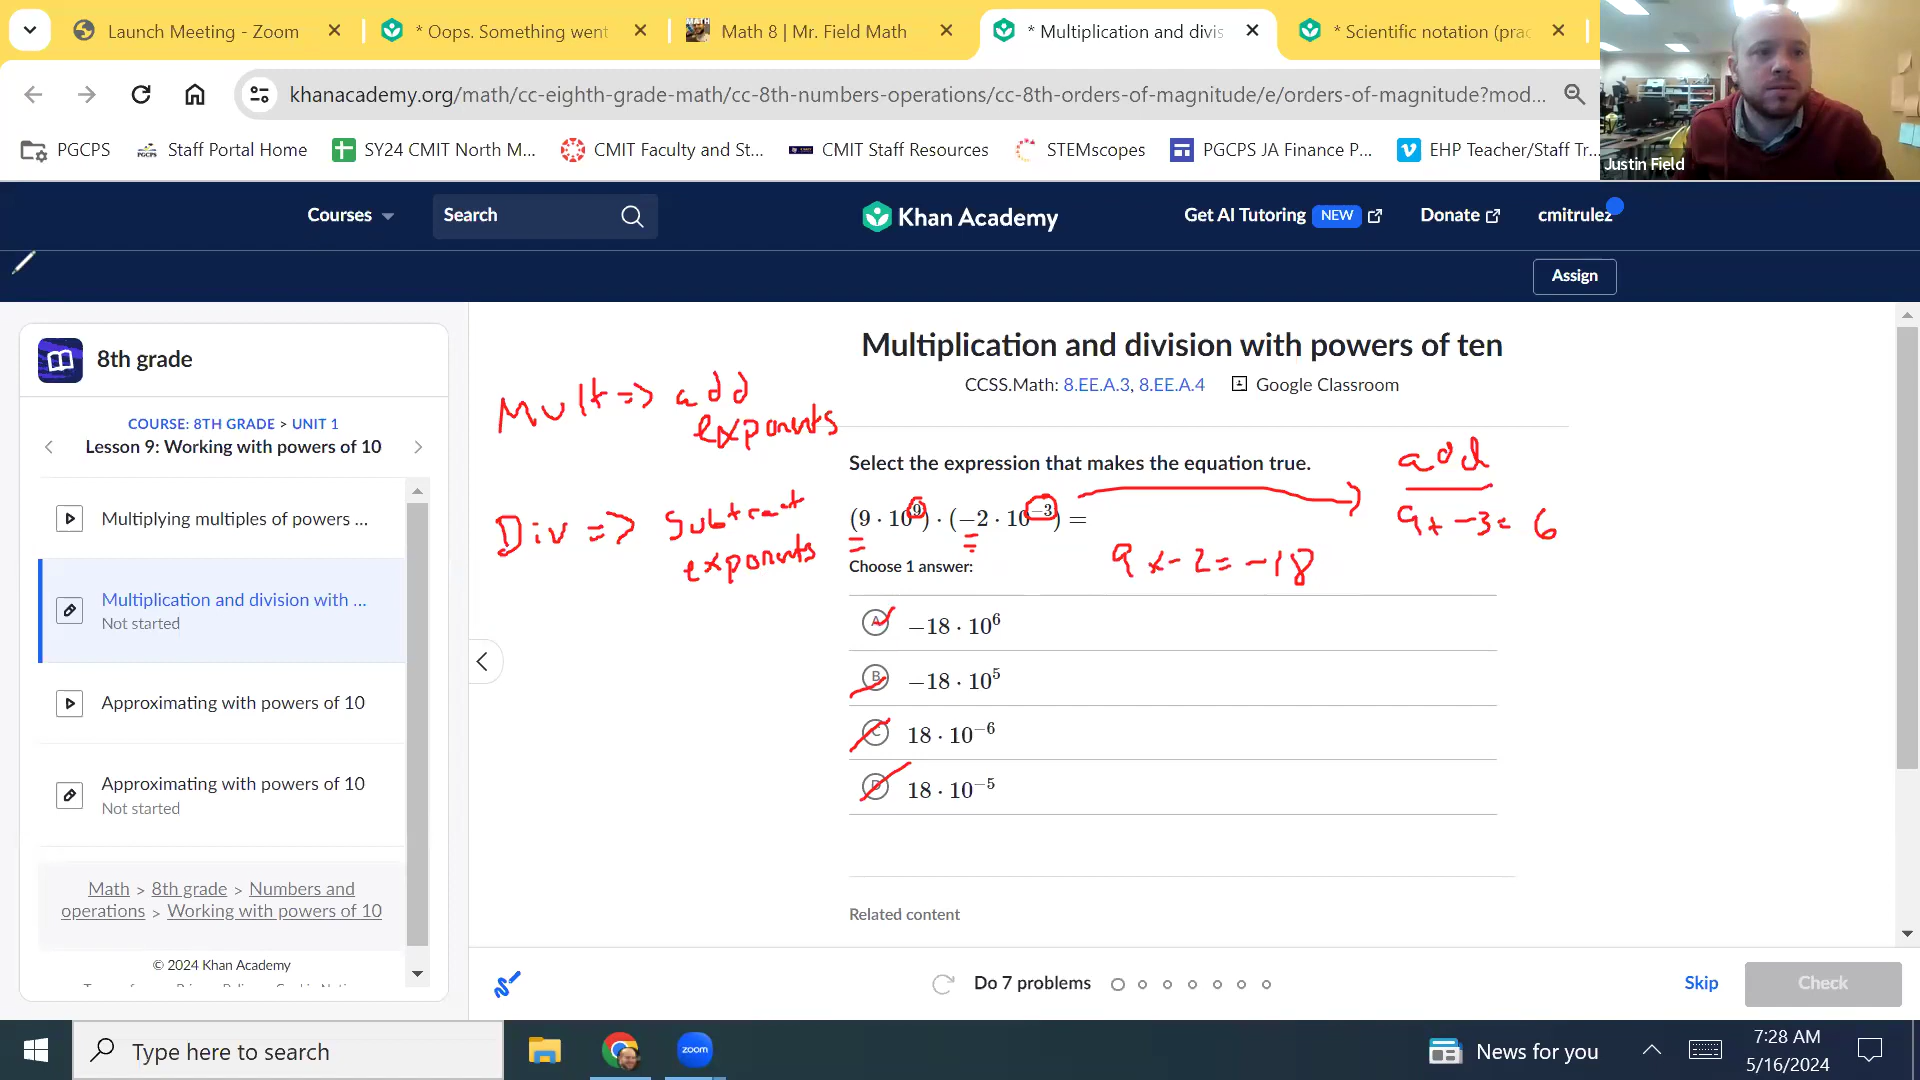 Launch Meeting - Zoom
* Oops. Something went
Math 8 | Mr. Field Math
* Multiplication and divis
* Scientific notation (prac
khanacademy.org/math/cc-eighth-grade-math/cc-8th-numbers-operations/cc-8th-orders-of-magnitude/e/orders-of-magnitude?mod...
PGCPS
Staff Portal Home
SY24 CMIT North M...
CMIT Faculty and St...
CMIT Staff Resources
STEMscopes
PGCPS JA Finance P...
EHP Teacher/Staff Tr...
Justin Field
Courses
Search
Khan Academy
Get AI Tutoring NEW
Donate
cmitrulez
Assign
8th grade
COURSE: 8TH GRADE > UNIT 1
Lesson 9: Working with powers of 10
Multiplying multiples of powers ...
Multiplication and division with ...
Not started
Approximating with powers of 10
Approximating with powers of 10
Not started
Math > 8th grade > Numbers and
operations > Working with powers of 10
© 2024 Khan Academy
Multiplication and division with powers of ten
CCSS.Math: 8.EE.A.3, 8.EE.A.4 Google Classroom
Mult => add
exponents
Div => Subtract
exponents
Select the expression that makes the equation true.
(9 · 10⁹) · (−2 · 10⁻³) =
add
9 + -3 = 6
9 x -2 = -18
Choose 1 answer:
A −18 · 10⁶
B −18 · 10⁵
C 18 · 10⁻⁶
D 18 · 10⁻⁵
Related content
Do 7 problems
Skip
Check
Type here to search
zoom
News for you
7:28 AM
5/16/2024